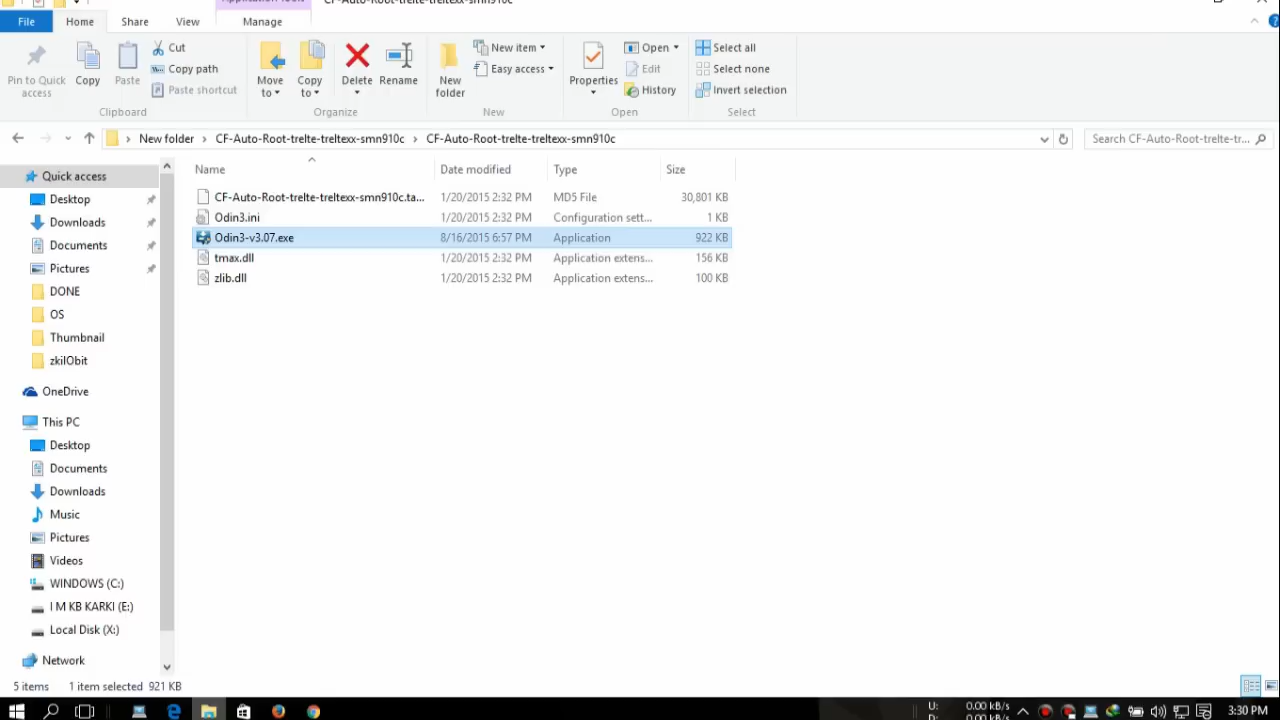 CF-Auto-Root-trelte-treltexx-smn910c
File
Home
Share
View
Manage
Pin to Quick access
Copy
Paste
Cut
Copy path
Paste shortcut
Clipboard
Move to
Copy to
Delete
Rename
Organize
New folder
New item
Easy access
New
Properties
Open
Edit
History
Open
Select all
Select none
Invert selection
Select
New folder > CF-Auto-Root-trelte-treltexx-smn910c > CF-Auto-Root-trelte-treltexx-smn910c
Search CF-Auto-Root-trelte-tr...
Name Date modified Type Size
CF-Auto-Root-trelte-treltexx-smn910c.ta... 1/20/2015 2:32 PM MD5 File 30,801 KB
Odin3.ini 1/20/2015 2:32 PM Configuration sett... 1 KB
Odin3-v3.07.exe 8/16/2015 6:57 PM Application 922 KB
tmax.dll 1/20/2015 2:32 PM Application extens... 156 KB
zlib.dll 1/20/2015 2:32 PM Application extens... 100 KB
Quick access
Desktop
Downloads
Documents
Pictures
DONE
OS
Thumbnail
zkilObit
OneDrive
This PC
Desktop
Documents
Downloads
Music
Pictures
Videos
WINDOWS (C:)
I M KB KARKI (E:)
Local Disk (X:)
Network
5 items 1 item selected 921 KB
U: 0.00 kB/s
D: 0.00 kB/s
3:30 PM